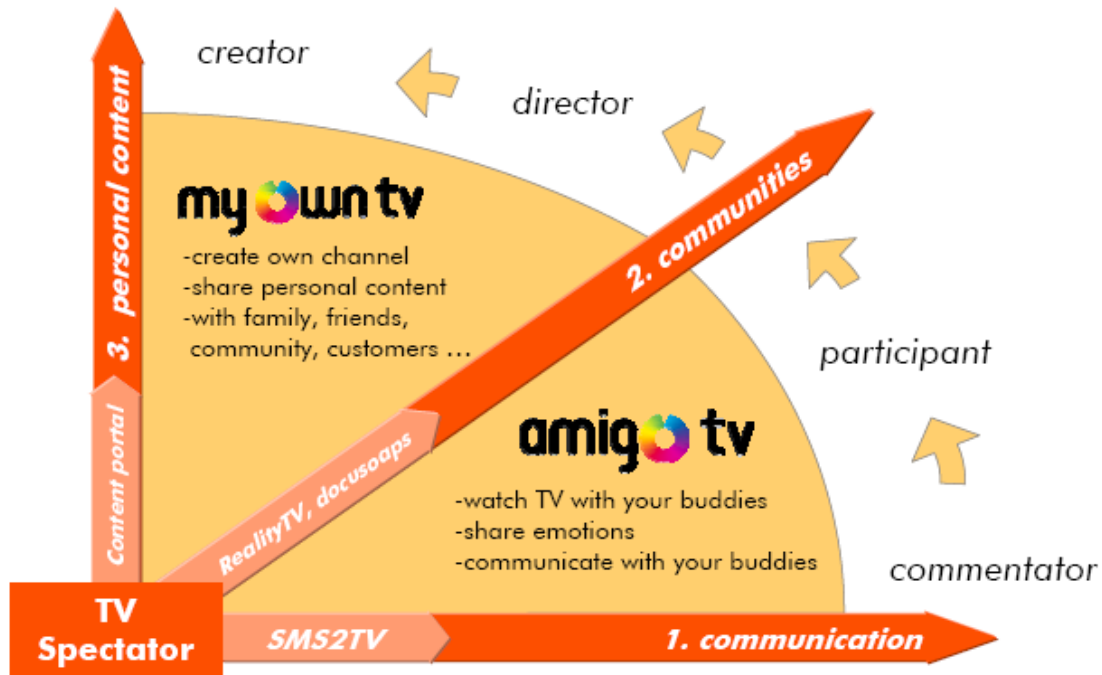 creator
director
participant
commentator
3. personal content
Content portal
my own tv
-create own channel
-share personal content
-with family, friends,
community, customers ...
2. communities
RealityTV, docusoaps
amigo tv
-watch TV with your buddies
-share emotions
-communicate with your buddies
TV
Spectator
SMS2TV
1. communication